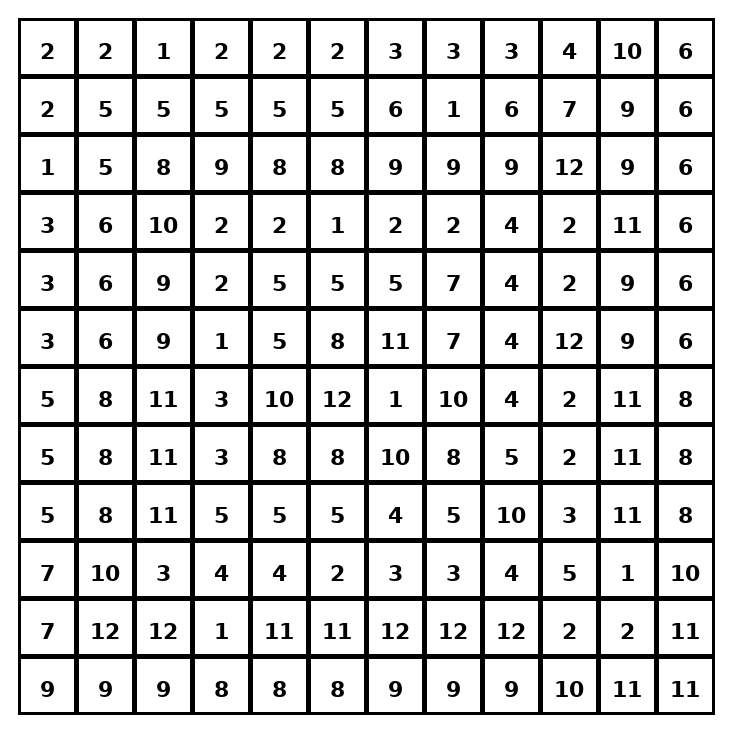 2 2 1 2 2 2 3 3 3 4 10 6
2 5 5 5 5 5 6 1 6 7 9 6
1 5 8 9 8 8 9 9 9 12 9 6
3 6 10 2 2 1 2 2 4 2 11 6
3 6 9 2 5 5 5 7 4 2 9 6
3 6 9 1 5 8 11 7 4 12 9 6
5 8 11 3 10 12 1 10 4 2 11 8
5 8 11 3 8 8 10 8 5 2 11 8
5 8 11 5 5 5 4 5 10 3 11 8
7 10 3 4 4 2 3 3 4 5 1 10
7 12 12 1 11 11 12 12 12 2 2 11
9 9 9 8 8 8 9 9 9 10 11 11